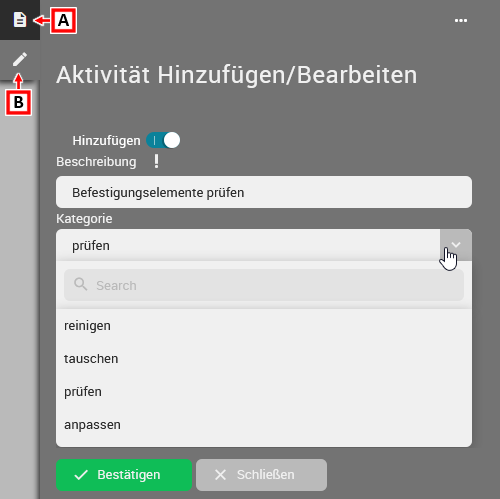 A
B
Aktivität Hinzufügen/Bearbeiten
Hinzufügen
Beschreibung !
Befestigungselemente prüfen
Kategorie
prüfen
Search
reinigen
tauschen
prüfen
anpassen
Bestätigen Schließen